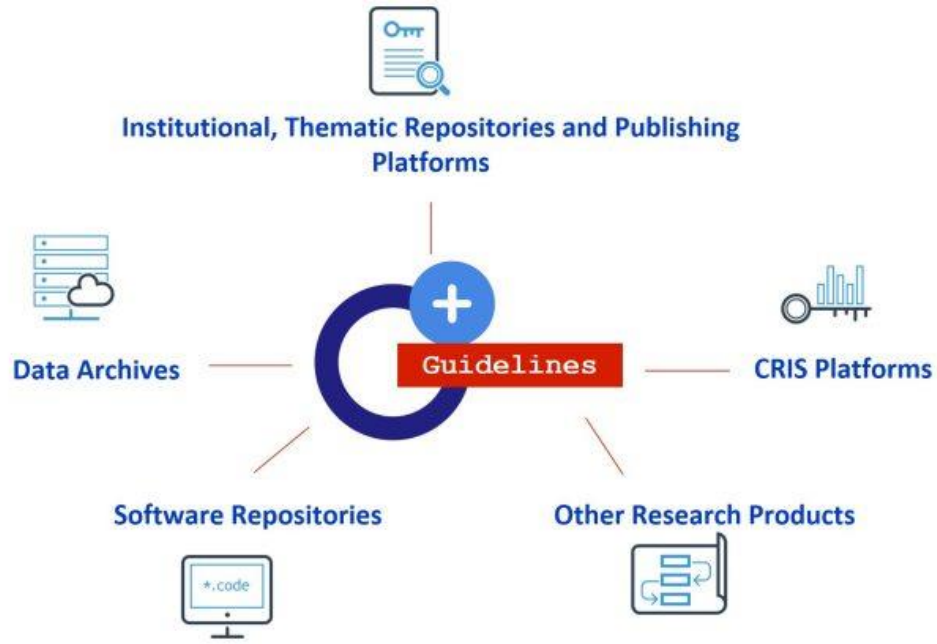 Institutional, Thematic Repositories and Publishing
Platforms
Data Archives
Guidelines
CRIS Platforms
Software Repositories
Other Research Products
*.code